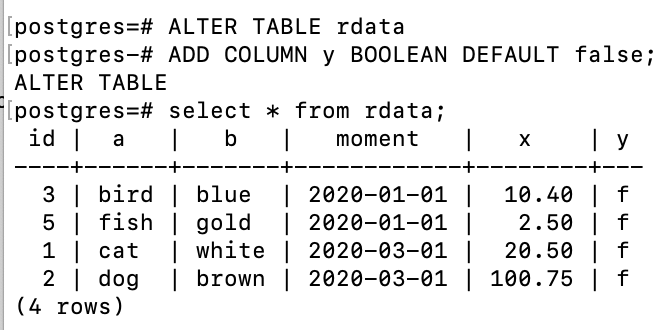 [postgres=# ALTER TABLE rdata
[postgres-# ADD COLUMN y BOOLEAN DEFAULT false;
ALTER TABLE
[postgres=# select * from rdata;
 id |  a   |   b   |   moment   |   x    | y
----+------+-------+------------+--------+---
  3 | bird | blue  | 2020-01-01 |  10.40 | f
  5 | fish | gold  | 2020-01-01 |   2.50 | f
  1 | cat  | white | 2020-03-01 |  20.50 | f
  2 | dog  | brown | 2020-03-01 | 100.75 | f
(4 rows)